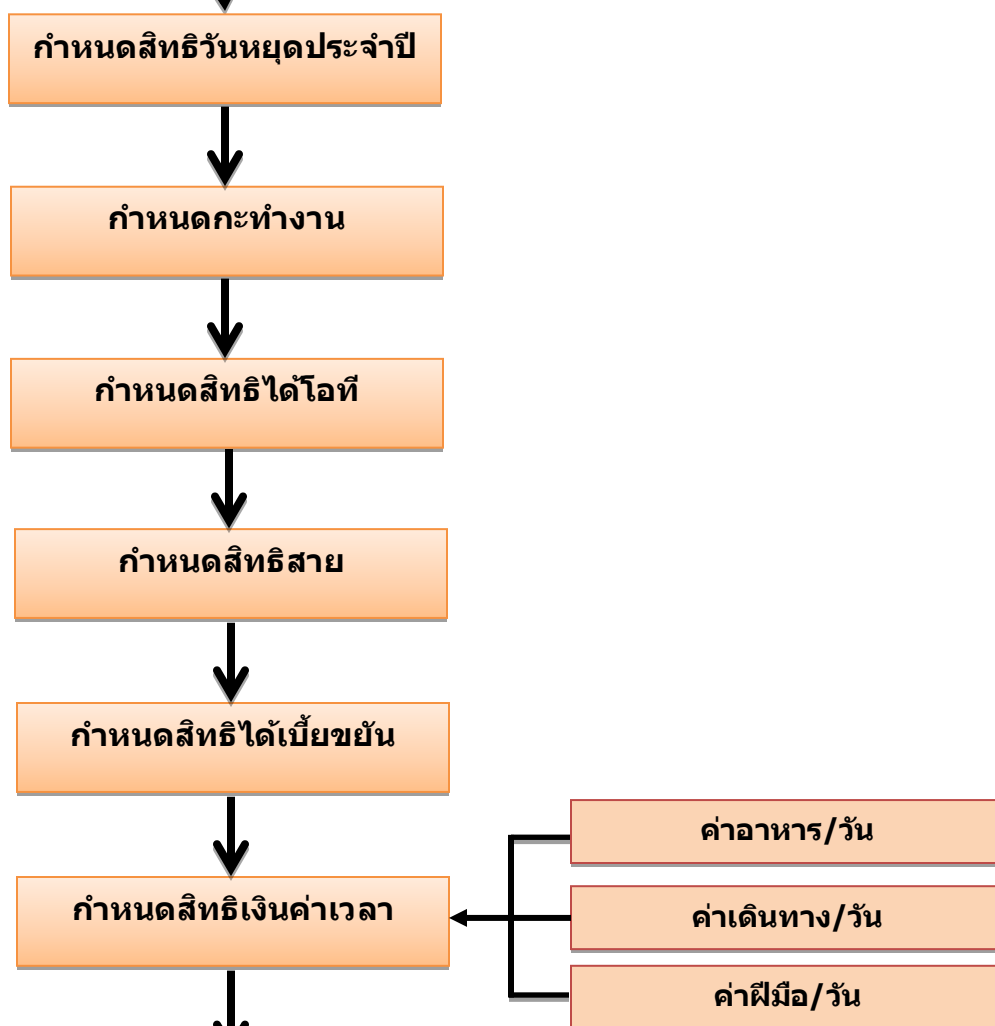 กำหนดสิทธิวันหยุดประจำปี
กำหนดกะทำงาน
กำหนดสิทธิได้โอที
กำหนดสิทธิสาย
กำหนดสิทธิได้เบี้ยขยัน
กำหนดสิทธิเงินค่าเวลา
ค่าอาหาร/วัน
ค่าเดินทาง/วัน
ค่าฝีมือ/วัน